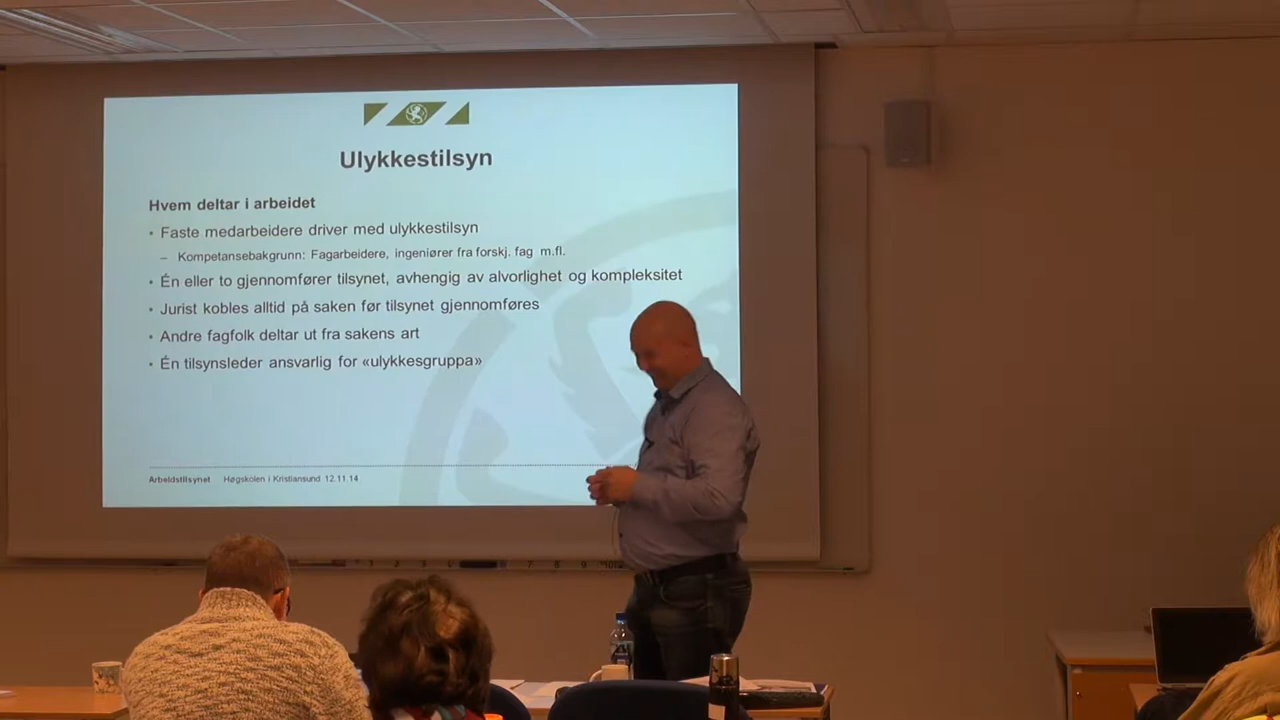 Ulykkestilsyn
Hvem deltar i arbeidet
• Faste medarbeidere driver med ulykkestilsyn
– Kompetansebakgrunn: Fagarbeidere, ingeniører fra forskj. fag m.fl.
• Én eller to gjennomfører tilsynet, avhengig av alvorlighet og kompleksitet
• Jurist kobles alltid på saken før tilsynet gjennomføres
• Andre fagfolk deltar ut fra sakens art
• Én tilsynsleder ansvarlig for «ulykkesgruppa»
Arbeidstilsynet Høgskolen i Kristiansund 12.11.14